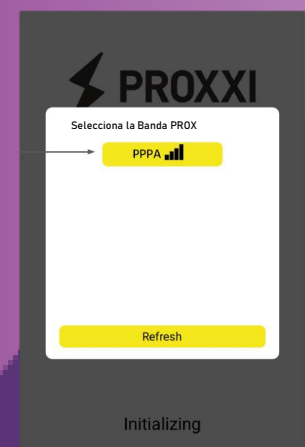 PROXXI
Selecciona la Banda PROX
PPPA
Refresh
Initializing